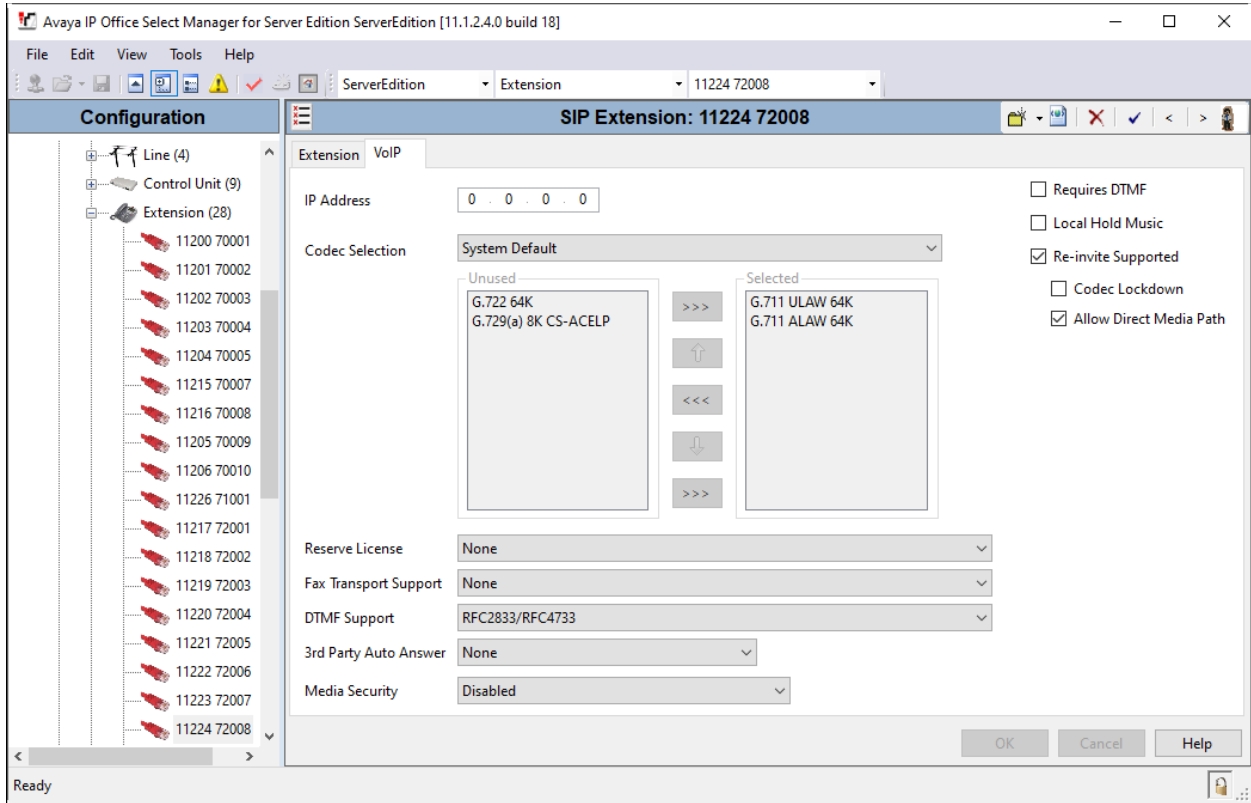 Avaya IP Office Select Manager for Server Edition ServerEdition [11.1.2.4.0 build 18]
File Edit View Tools Help
ServerEdition Extension 11224 72008
Configuration
Line (4)
Control Unit (9)
Extension (28)
11200 70001
11201 70002
11202 70003
11203 70004
11204 70005
11215 70007
11216 70008
11205 70009
11206 70010
11226 71001
11217 72001
11218 72002
11219 72003
11220 72004
11221 72005
11222 72006
11223 72007
11224 72008
SIP Extension: 11224 72008
Extension VoIP
IP Address 0 . 0 . 0 . 0
Codec Selection System Default
Unused
G.722 64K
G.729(a) 8K CS-ACELP
>>>
<<<
>>>
Selected
G.711 ULAW 64K
G.711 ALAW 64K
Reserve License None
Fax Transport Support None
DTMF Support RFC2833/RFC4733
3rd Party Auto Answer None
Media Security Disabled
Requires DTMF
Local Hold Music
Re-invite Supported
Codec Lockdown
Allow Direct Media Path
OK Cancel Help
Ready